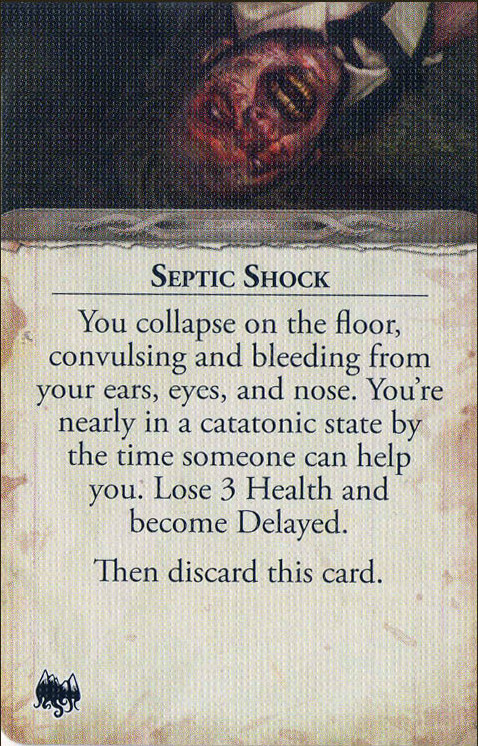 SEPTIC SHOCK
You collapse on the floor,
convulsing and bleeding from
your ears, eyes, and nose. You're
nearly in a catatonic state by
the time someone can help
you. Lose 3 Health and
become Delayed.
Then discard this card.